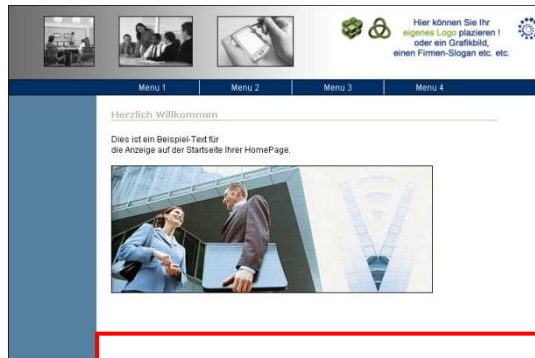 Hier können Sie Ihr
eigenes Logo plazieren !
oder ein Grafikbild,
einen Firmen-Slogan etc. etc.
Menu 1 Menu 2 Menu 3 Menu 4
Herzlich Willkommen
Dies ist ein Beispiel-Text für
die Anzeige auf der Startseite Ihrer HomePage.